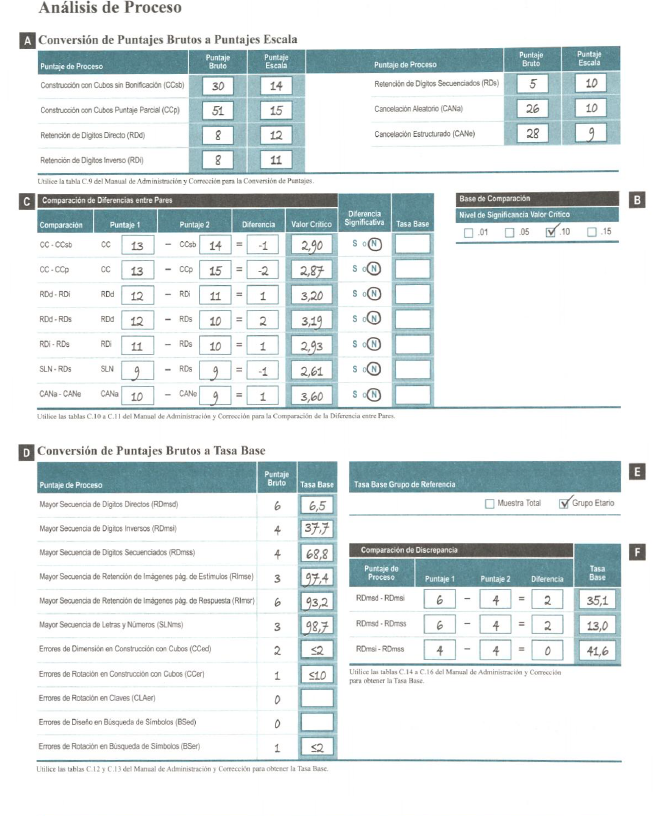 Análisis de Proceso
A Conversión de Puntajes Brutos a Puntajes Escala
Puntaje de Proceso Puntaje Bruto Puntaje Escala Puntaje de Proceso Puntaje Bruto Puntaje Escala
Construcción con Cubos sin Bonificación (CCsb) 30 14 Retención de Dígitos Secuenciados (RDs) 5 10
Construcción con Cubos Puntaje Parcial (CCp) 51 15 Cancelación Aleatorio (CANa) 26 10
Retención de Dígitos Directo (RDd) 8 12 Cancelación Estructurado (CANe) 28 9
Retención de Dígitos Inverso (RDi) 8 11
Utilice la tabla C.9 del Manual de Administración y Corrección para la Conversión de Puntajes.
C Comparación de Diferencias entre Pares
Comparación Puntaje 1 Puntaje 2 Diferencia Valor Crítico Diferencia Significativa Tasa Base
CC - CCsb CC 13 – CCsb 14 = -1 2,90 S o N
CC - CCp CC 13 – CCp 15 = -2 2,87 S o N
RDd - RDi RDd 12 – RDi 11 = 1 3,20 S o N
RDd - RDs RDd 12 – RDs 10 = 2 3,19 S o N
RDi - RDs RDi 11 – RDs 10 = 1 2,93 S o N
SLN - RDs SLN 9 – RDs 9 = -1 2,61 S o N
CANa - CANe CANa 10 – CANe 9 = 1 3,60 S o N
Utilice las tablas C.10 a C.11 del Manual de Administración y Corrección para la Comparación de la Diferencia entre Pares.
Base de Comparación B
Nivel de Significancia Valor Crítico
.01 .05 .10 .15
D Conversión de Puntajes Brutos a Tasa Base
Puntaje de Proceso Puntaje Bruto Tasa Base
Mayor Secuencia de Dígitos Directos (RDmsd) 6 6,5
Mayor Secuencia de Dígitos Inversos (RDmsi) 4 37,7
Mayor Secuencia de Dígitos Secuenciados (RDmss) 4 68,8
Mayor Secuencia de Retención de Imágenes pág. de Estímulos (RImse) 3 97,4
Mayor Secuencia de Retención de Imágenes pág. de Respuesta (RImsr) 6 93,2
Mayor Secuencia de Letras y Números (SLNms) 3 98,7
Errores de Dimensión en Construcción con Cubos (CCed) 2 ≤2
Errores de Rotación en Construcción con Cubos (CCer) 1 ≤10
Errores de Rotación en Claves (CLAer) 0
Errores de Diseño en Búsqueda de Símbolos (BSed) 0
Errores de Rotación en Búsqueda de Símbolos (BSer) 1 ≤2
Utilice las tablas C.12 y C.13 del Manual de Administración y Corrección para obtener la Tasa Base.
E
Tasa Base Grupo de Referencia
Muestra Total Grupo Etario
Comparación de Discrepancia F
Puntaje de Proceso Puntaje 1 Puntaje 2 Diferencia Tasa Base
RDmsd - RDmsi 6 – 4 = 2 35,1
RDmsd - RDmss 6 – 4 = 2 13,0
RDmsi - RDmss 4 – 4 = 0 41,6
Utilice las tablas C.14 a C.16 del Manual de Administración y Corrección
para obtener la Tasa Base.